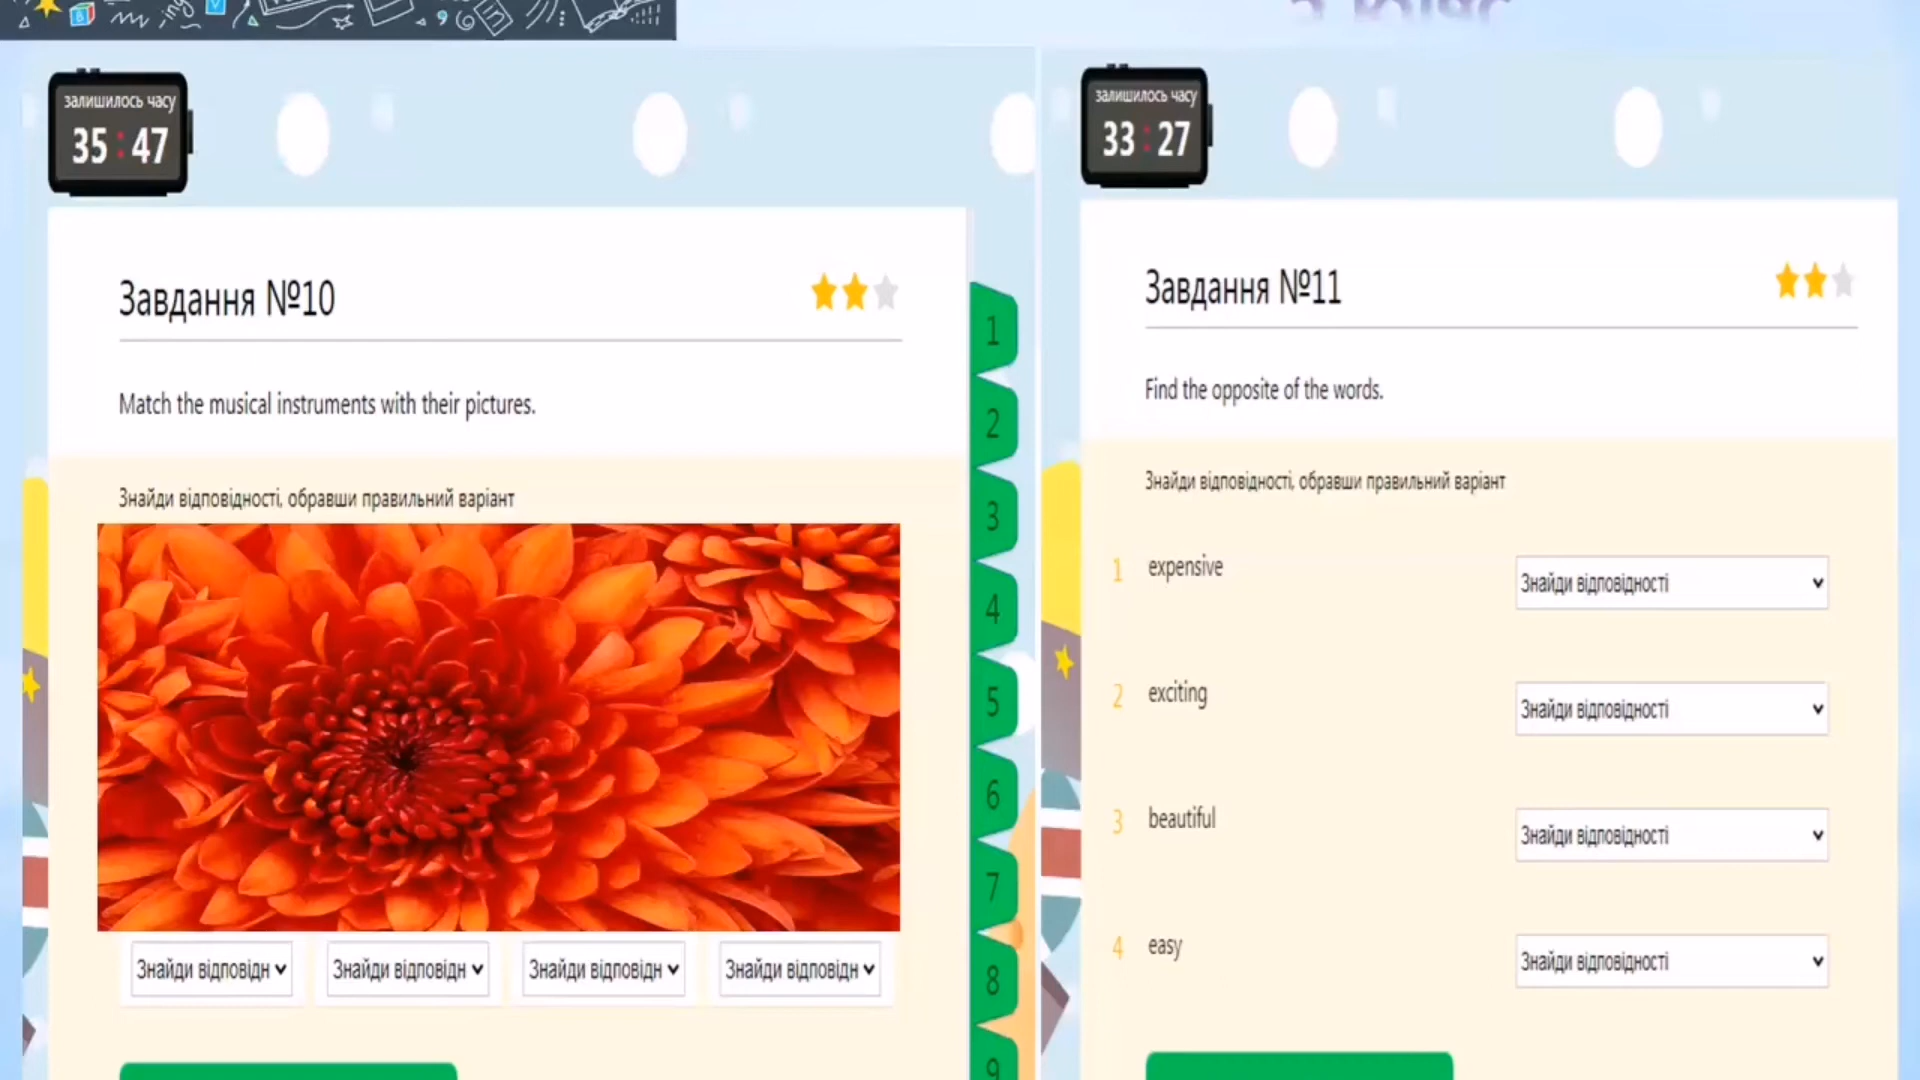 залишилось часу
35 : 47
Завдання №10
Match the musical instruments with their pictures.
Знайди відповідності, обравши правильний варіант
Знайди відповідн
Знайди відповідн
Знайди відповідн
Знайди відповідн
1
2
3
4
5
6
7
8
9
залишилось часу
33 : 27
Завдання №11
Find the opposite of the words.
Знайди відповідності, обравши правильний варіант
1 expensive Знайди відповідності
2 exciting Знайди відповідності
3 beautiful Знайди відповідності
4 easy Знайди відповідності